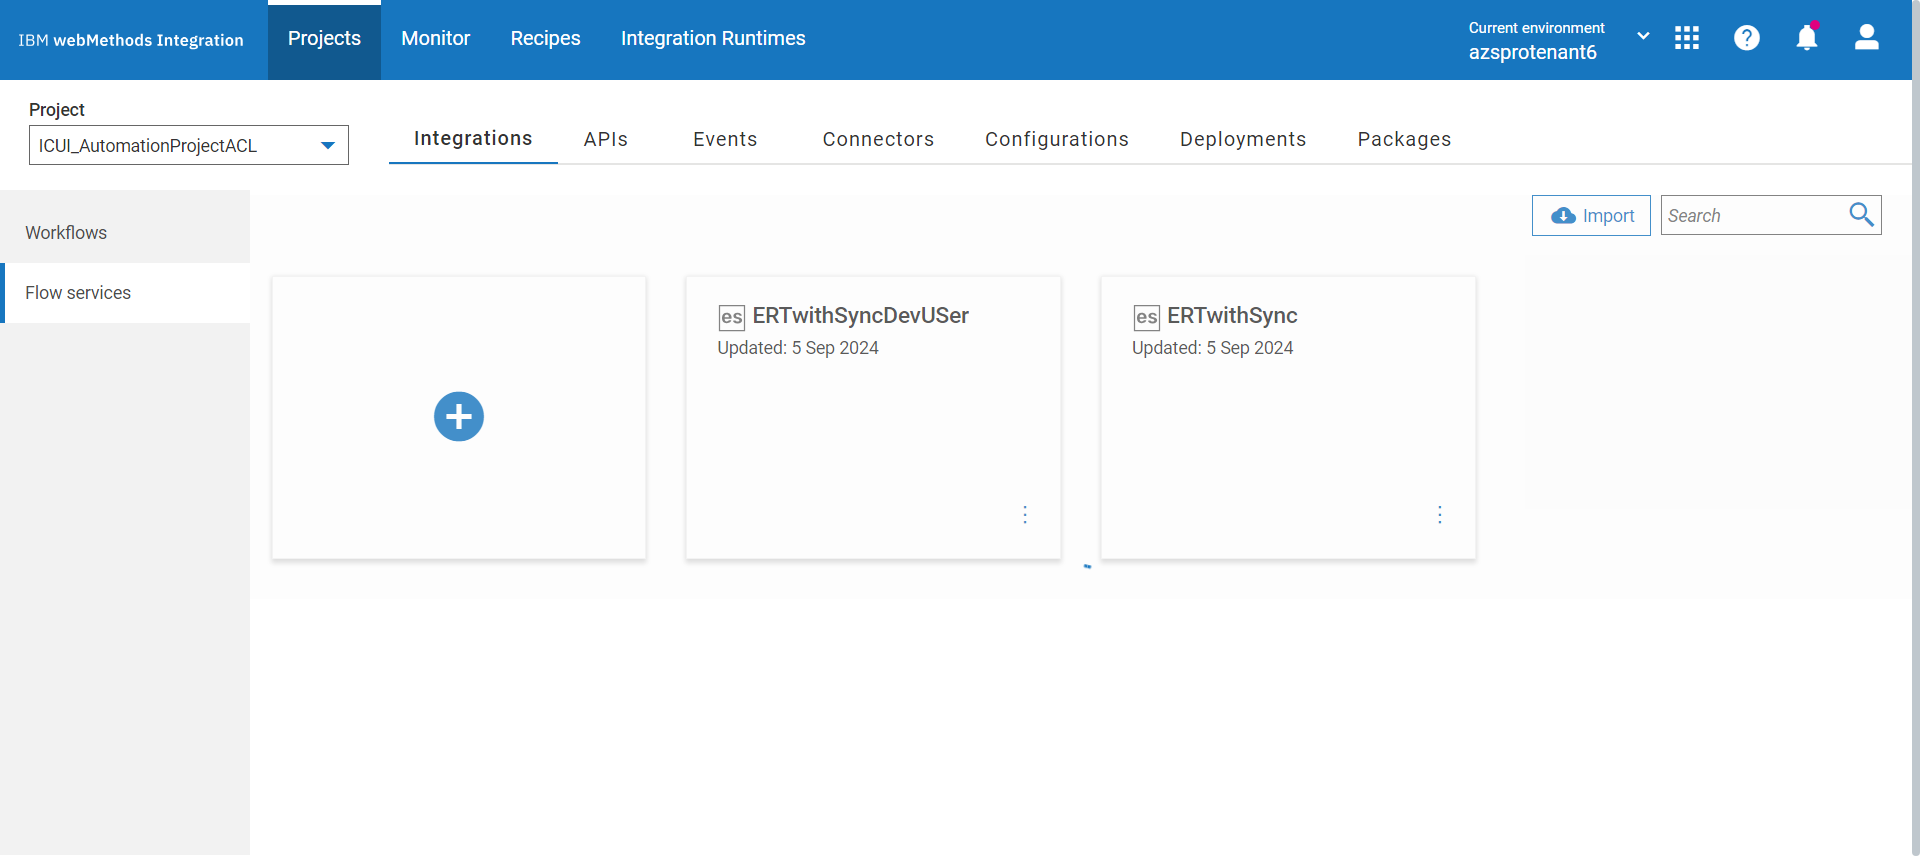 IBM webMethods Integration
Projects
Monitor
Recipes
Integration Runtimes
Current environment
azsprotenant6
Project
ICUI_AutomationProjectACL
Integrations
APIs
Events
Connectors
Configurations
Deployments
Packages
Workflows
Flow services
Import
Search
es ERTwithSyncDevUSer
Updated: 5 Sep 2024
es ERTwithSync
Updated: 5 Sep 2024